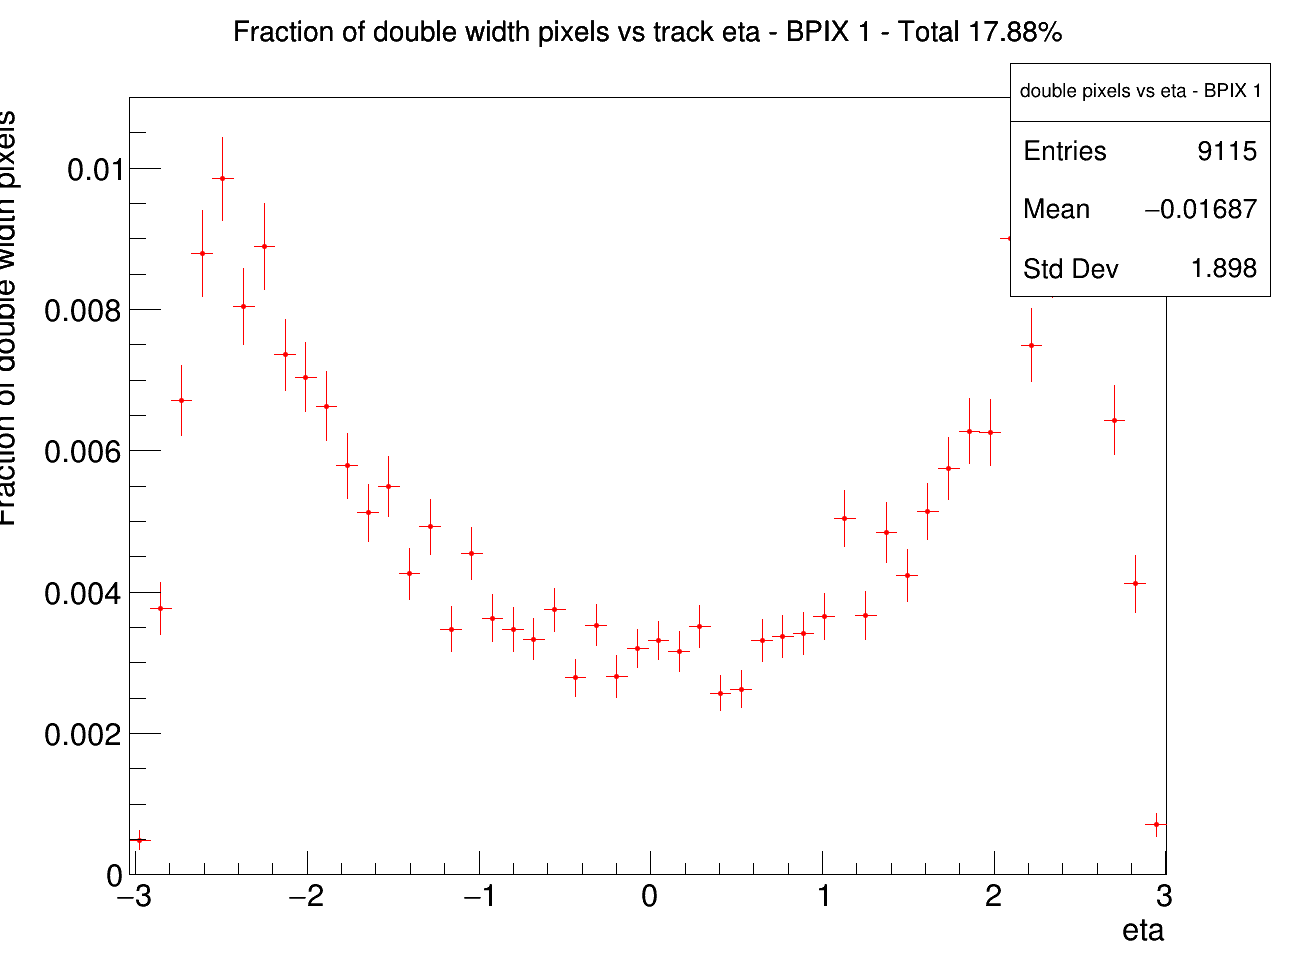 Fraction of double width pixels vs track eta - BPIX 1 - Total 17.88%
double pixels vs eta - BPIX 1
Entries 9115
Mean −0.01687
Std Dev 1.898
Fraction of double width pixels
0.01
0.008
0.006
0.004
0.002
0
−3 −2 −1 0 1 2 3
eta